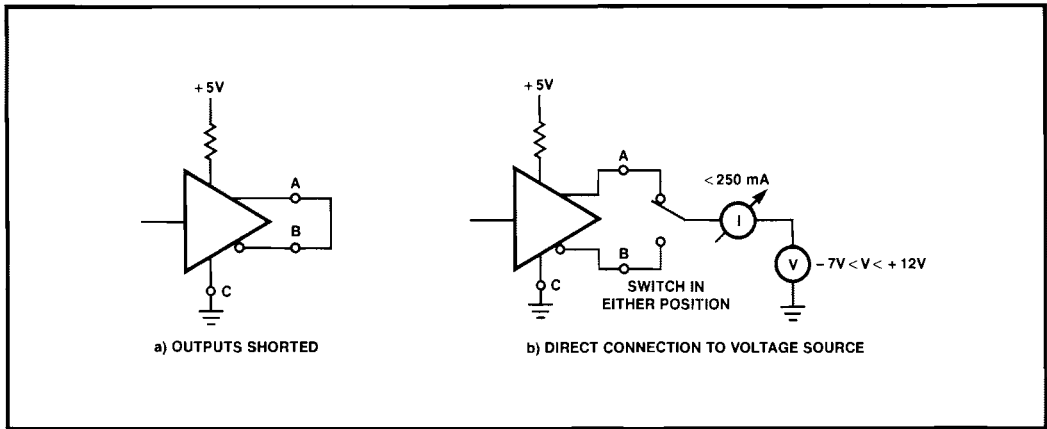 +5V
A
B
C
a) OUTPUTS SHORTED
+5V
A
<250 mA
I
B
V
-7V<V<+12V
C
SWITCH IN
EITHER POSITION
b) DIRECT CONNECTION TO VOLTAGE SOURCE